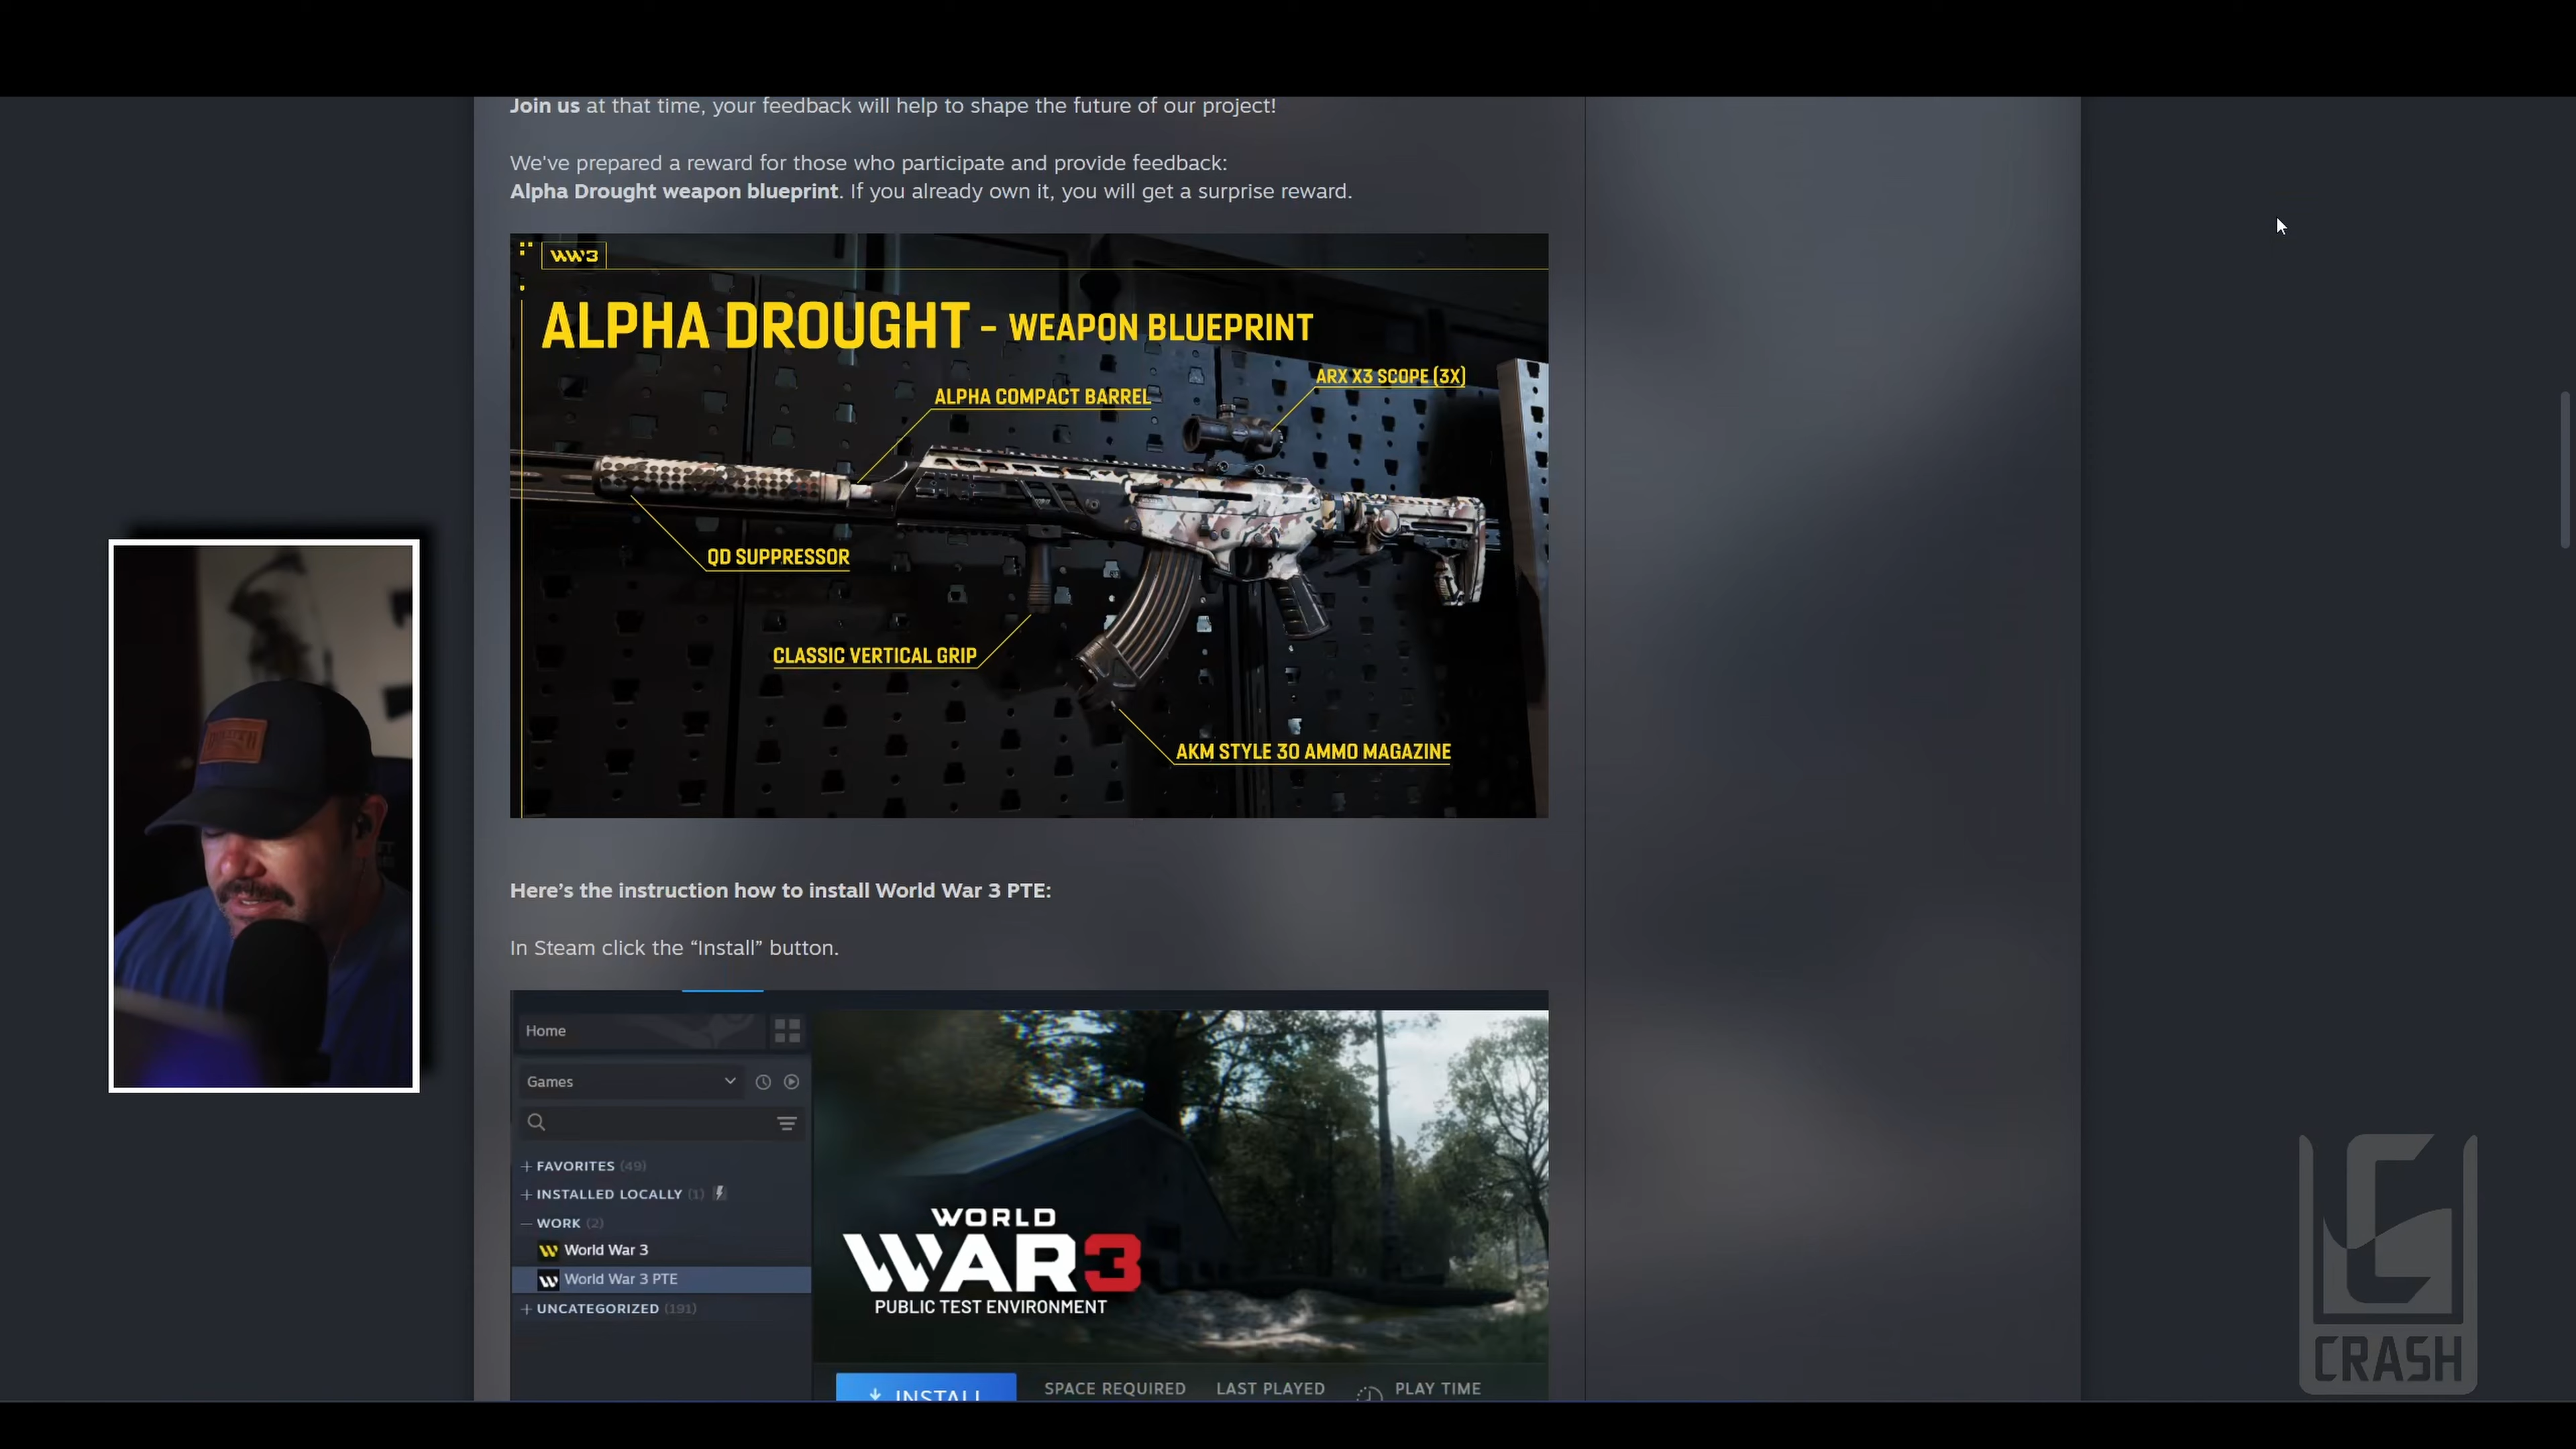 Join us at that time, your feedback will help to shape the future of our project!
We've prepared a reward for those who participate and provide feedback:
Alpha Drought weapon blueprint. If you already own it, you will get a surprise reward.
WW3
ALPHA DROUGHT - WEAPON BLUEPRINT
ARX X3 SCOPE (3X)
ALPHA COMPACT BARREL
QD SUPPRESSOR
CLASSIC VERTICAL GRIP
AKM STYLE 30 AMMO MAGAZINE
Here’s the instruction how to install World War 3 PTE:
In Steam click the “Install” button.
Home
Games
+ FAVORITES (49)
+ INSTALLED LOCALLY (1)
— WORK (2)
World War 3
World War 3 PTE
+ UNCATEGORIZED (191)
WORLD
WAR3
PUBLIC TEST ENVIRONMENT
INSTALL
SPACE REQUIRED
LAST PLAYED
PLAY TIME
CRASH